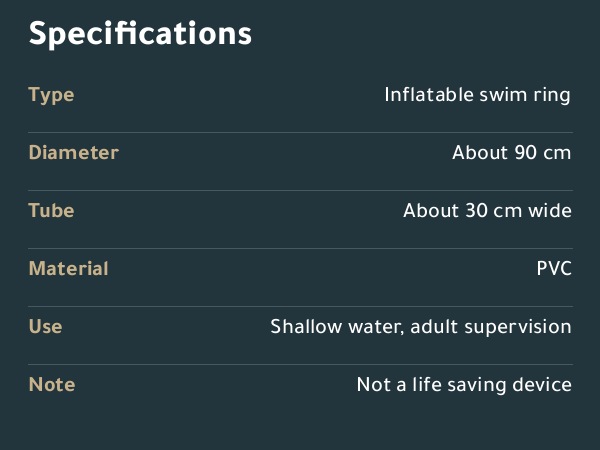 Specifications
Type Inflatable swim ring
Diameter About 90 cm
Tube About 30 cm wide
Material PVC
Use Shallow water, adult supervision
Note Not a life saving device